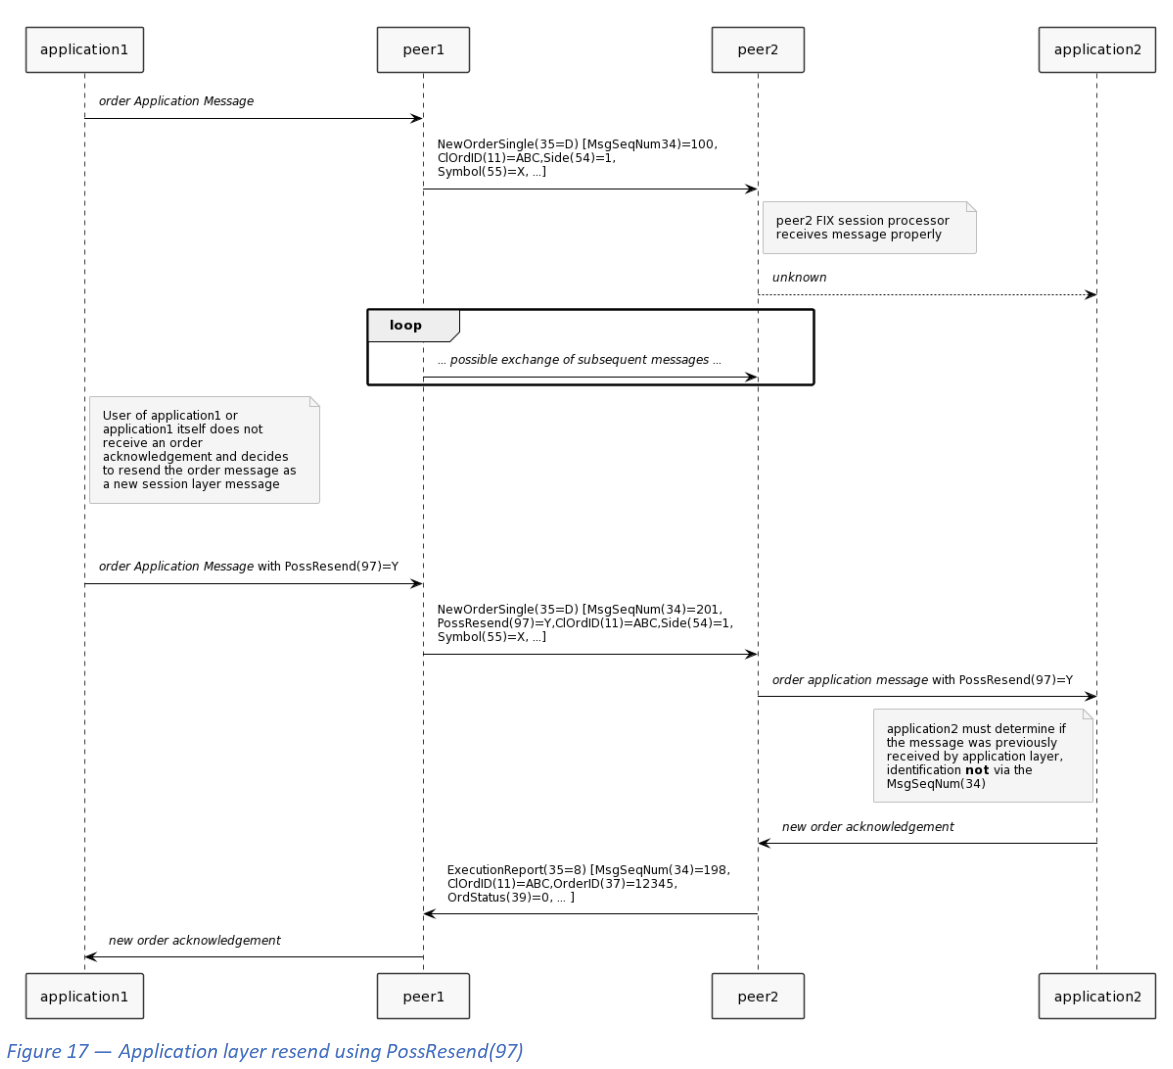 application1
peer1
peer2
application2
order Application Message
NewOrderSingle(35=D) [MsgSeqNum34)=100,
ClOrdID(11)=ABC,Side(54)=1,
Symbol(55)=X, ...]
peer2 FIX session processor
receives message properly
unknown
loop
... possible exchange of subsequent messages ...
User of application1 or
application1 itself does not
receive an order
acknowledgement and decides
to resend the order message as
a new session layer message
order Application Message with PossResend(97)=Y
NewOrderSingle(35=D) [MsgSeqNum(34)=201,
PossResend(97)=Y,ClOrdID(11)=ABC,Side(54)=1,
Symbol(55)=X, ...]
order application message with PossResend(97)=Y
application2 must determine if
the message was previously
received by application layer,
identification not via the
MsgSeqNum(34)
new order acknowledgement
ExecutionReport(35=8) [MsgSeqNum(34)=198,
ClOrdID(11)=ABC,OrderID(37)=12345,
OrdStatus(39)=0, ... ]
new order acknowledgement
application1
peer1
peer2
application2
Figure 17 — Application layer resend using PossResend(97)